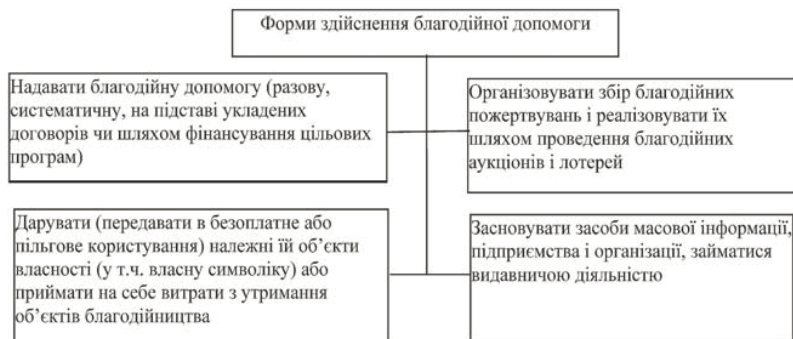 Форми здійснення благодійної допомоги
Надавати благодійну допомогу (разову,
систематичну, на підставі укладених
договорів чи шляхом фінансування цільових
програм)
Організовувати збір благодійних
пожертвувань і реалізовувати їх
шляхом проведення благодійних
аукціонів і лотерей
Дарувати (передавати в безоплатне або
пільгове користування) належні їй об’єкти
власності (у т.ч. власну символіку) або
приймати на себе витрати з утримання
об’єктів благодійництва
Засновувати засоби масової інформації,
підприємства і організації, займатися
видавничою діяльністю